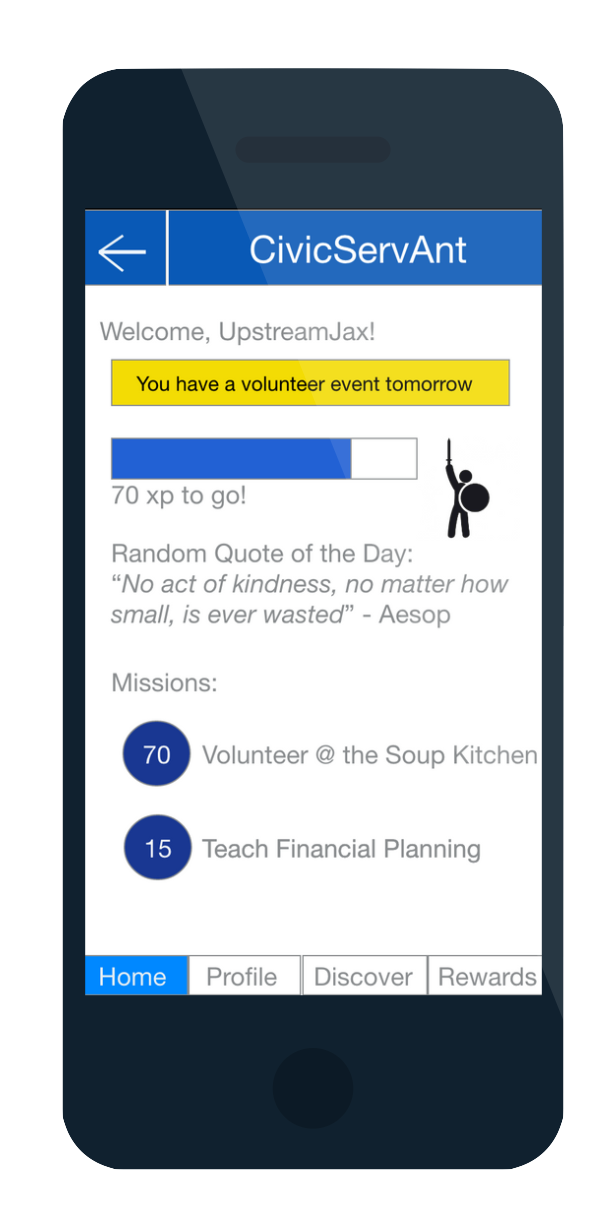 CivicServAnt
Welcome, UpstreamJax!
You have a volunteer event tomorrow
70 xp to go!
Random Quote of the Day:
“No act of kindness, no matter how
small, is ever wasted” - Aesop
Missions:
70 Volunteer @ the Soup Kitchen
15 Teach Financial Planning
Home Profile Discover Rewards